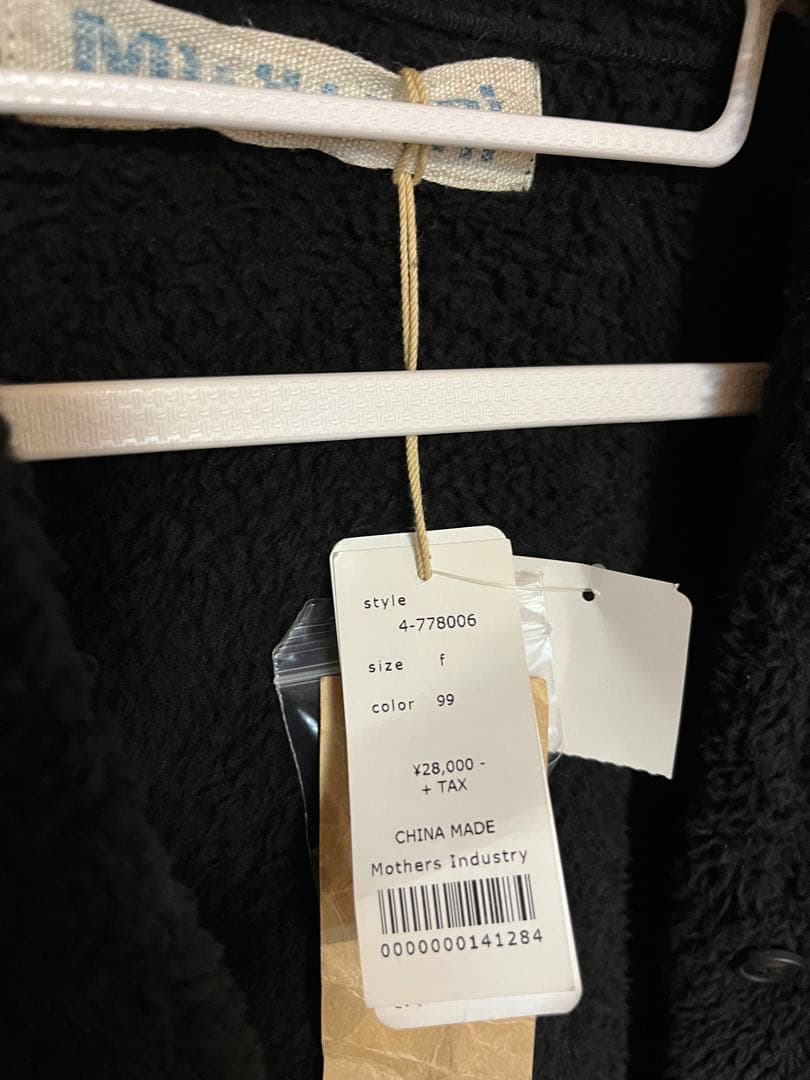 style
4-778006
size f
color 99
¥28,000 -
+ TAX
CHINA MADE
Mothers Industry
0000000141284